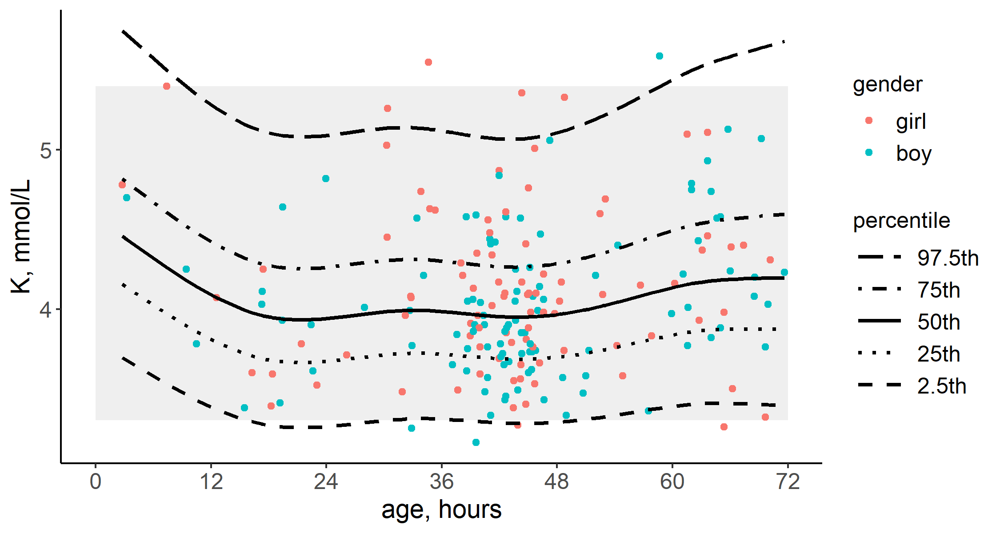 K, mmol/L
5
4
0 12 24 36 48 60 72
age, hours
gender
girl
boy
percentile
97.5th
75th
50th
25th
2.5th